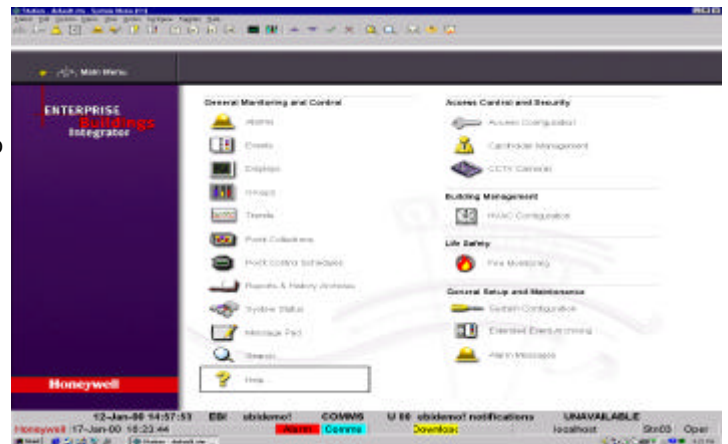 Main Menu
ENTERPRISE
Buildings
Integrator
General Monitoring and Control
Alarms
Events
Displays
Groups
Trends
Point Control Schedules
Reports & History Archives
System Status
Message Pad
Search
Help
Access Control and Security
Access Configuration
Cardholder Management
CCTV Cameras
Building Management
HVAC Configuration
Life Safety
Fire Monitoring
General Setup and Maintenance
System Configuration
Extended Event Archiving
Alarm Messages
Honeywell
12-Jan-00 14:57:53 EBI ebidemo1 COMMS U 00 ebidemo1 notifications UNAVAILABLE
Honeywell 17-Jan-00 16:23:44 Alarm Comms Download localhost Stn03 Oper